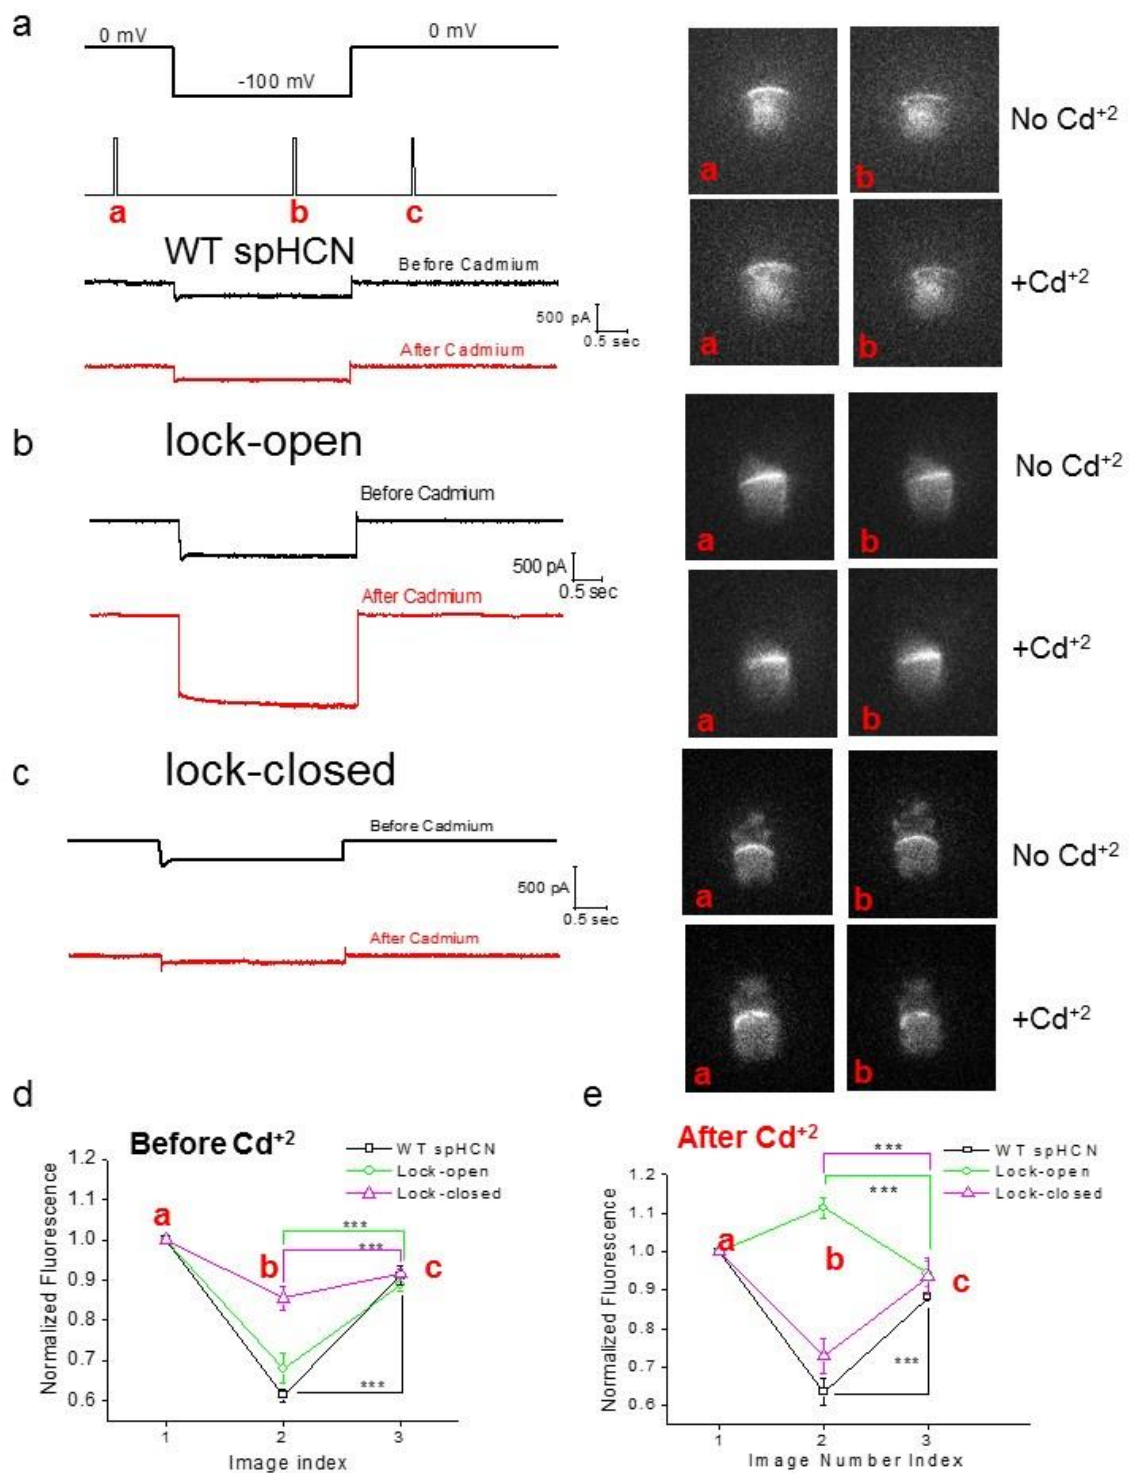 a
0 mV
0 mV
-100 mV
a
b
c
WT spHCN
Before Cadmium
500 pA
0.5 sec
After Cadmium
a
b
No Cd+2
a
b
+Cd+2
b
lock-open
Before Cadmium
500 pA
0.5 sec
After Cadmium
a
b
No Cd+2
a
b
+Cd+2
c
lock-closed
Before Cadmium
500 pA
0.5 sec
After Cadmium
a
b
No Cd+2
a
b
+Cd+2
d
Before Cd+2
WT spHCN
Lock-open
Lock-closed
Normalized Fluorescence
1.2
1.1
1.0
0.9
0.8
0.7
0.6
a
b
c
***
***
***
1
2
3
Image index
e
After Cd+2
WT spHCN
Lock-open
Lock-closed
Normalized Fluorescence
1.2
1.1
1.0
0.9
0.8
0.7
0.6
a
b
c
***
***
***
1
2
3
Image Number Index